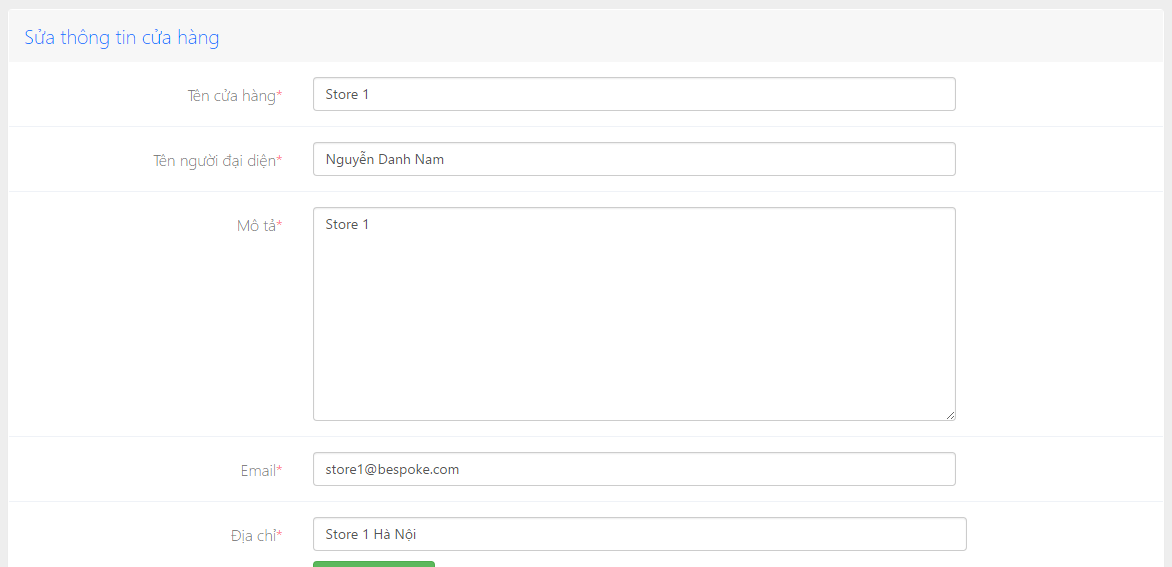 Sửa thông tin cửa hàng
Tên cửa hàng*
Store 1
Tên người đại diện*
Nguyễn Danh Nam
Mô tả*
Store 1
Email*
store1@bespoke.com
Địa chỉ*
Store 1 Hà Nội